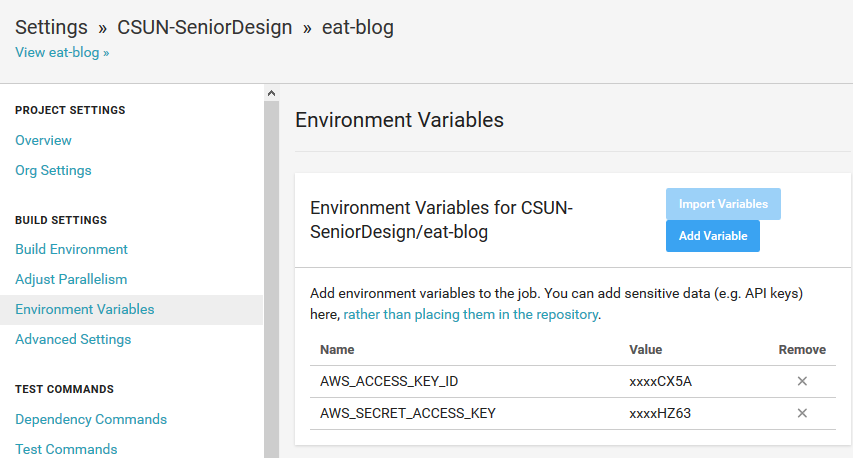 Settings » CSUN-SeniorDesign » eat-blog
View eat-blog »
PROJECT SETTINGS
Overview
Org Settings
BUILD SETTINGS
Build Environment
Adjust Parallelism
Environment Variables
Advanced Settings
TEST COMMANDS
Dependency Commands
Test Commands
Environment Variables
Environment Variables for CSUN-
SeniorDesign/eat-blog
Import Variables
Add Variable
Add environment variables to the job. You can add sensitive data (e.g. API keys)
here, rather than placing them in the repository.
Name Value Remove
AWS_ACCESS_KEY_ID xxxxCX5A ×
AWS_SECRET_ACCESS_KEY xxxxHZ63 ×